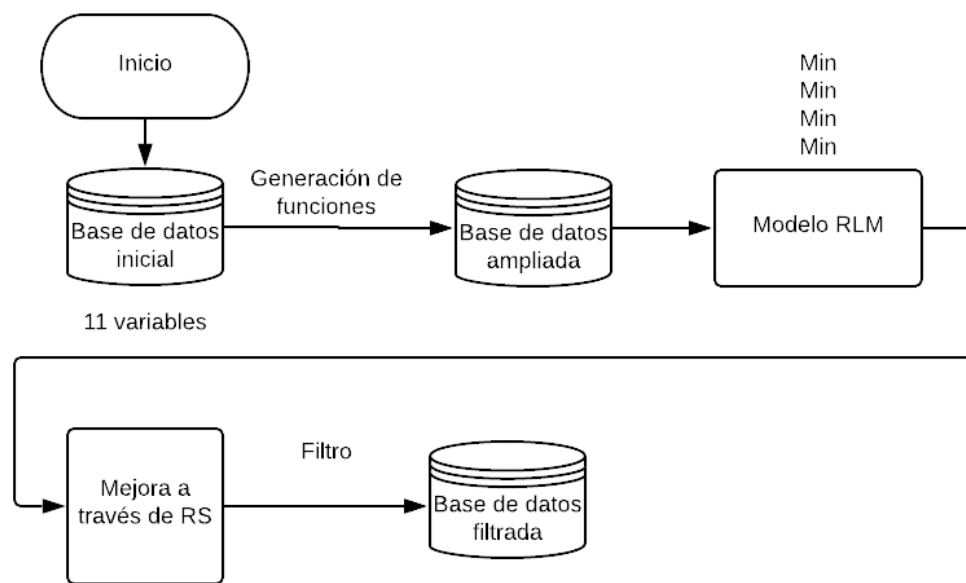 Inicio
Generación de
funciones
Base de datos
inicial
11 variables
Base de datos
ampliada
Min
Min
Min
Min
Modelo RLM
Mejora a
través de RS
Filtro
Base de datos
filtrada